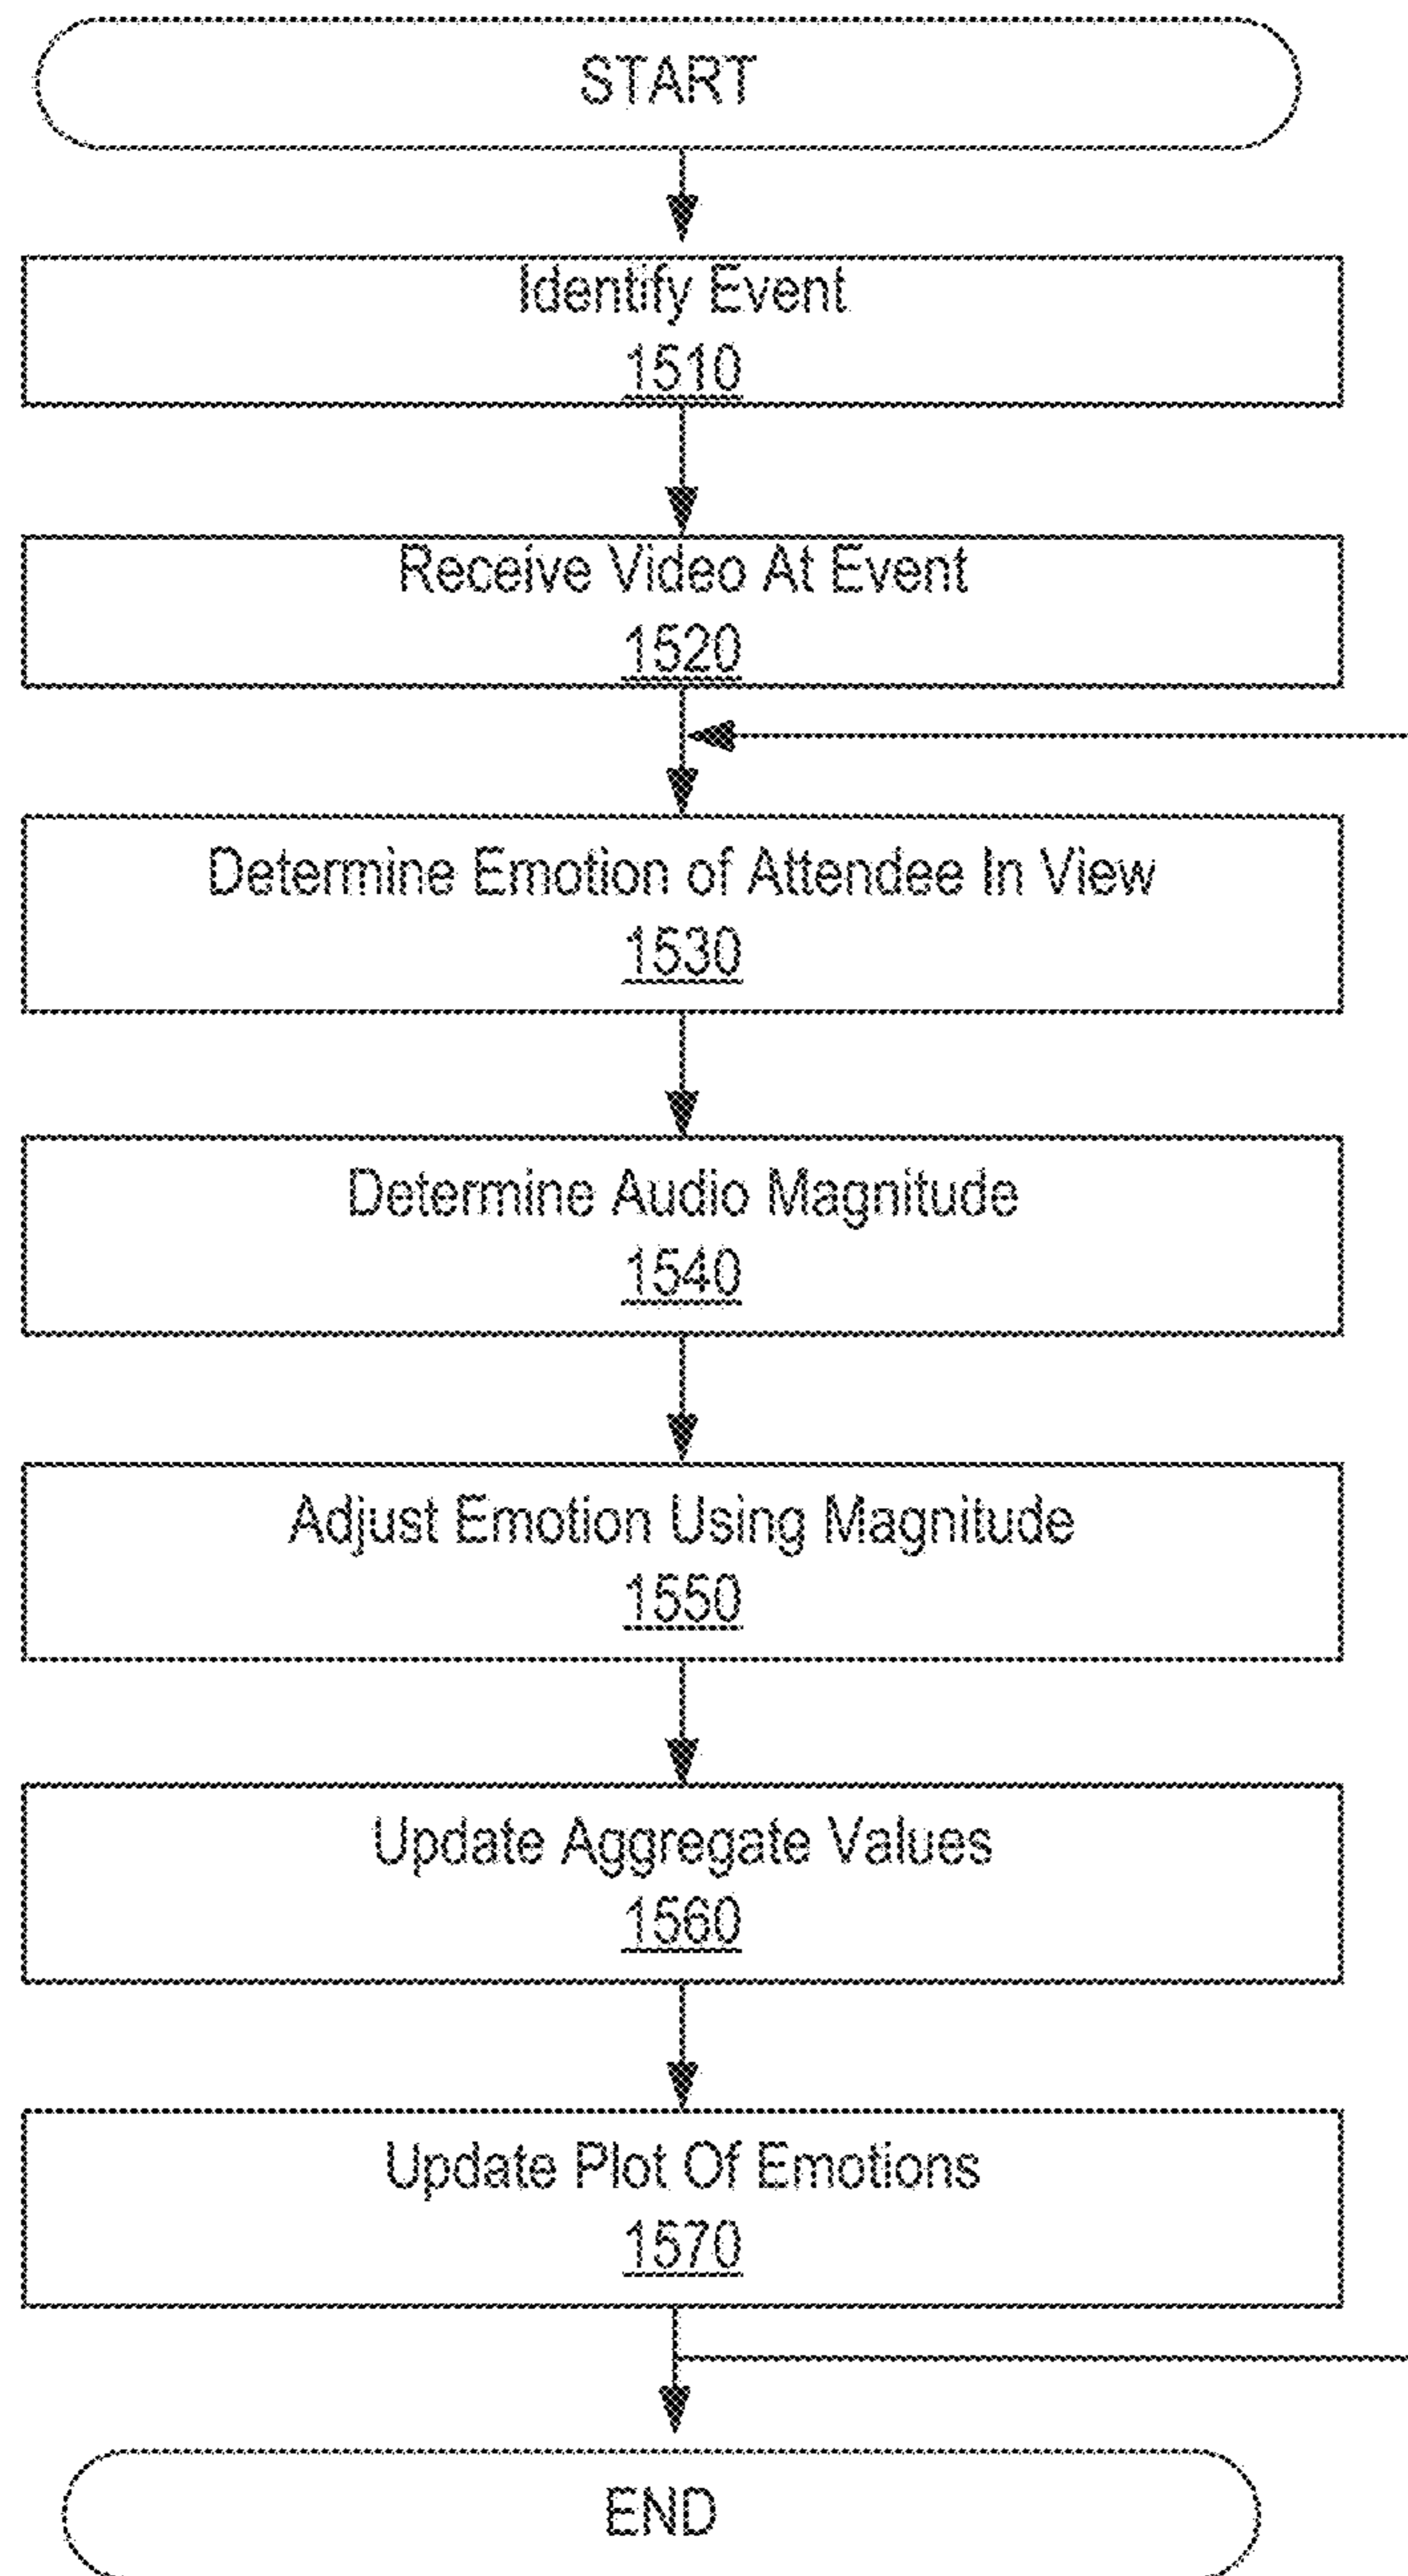 START
Identify Event
1510
Receive Video At Event
1520
Determine Emotion of Attendee In View
1530
Determine Audio Magnitude
1540
Adjust Emotion Using Magnitude
1550
Update Aggregate Values
1560
Update Plot Of Emotions
1570
END